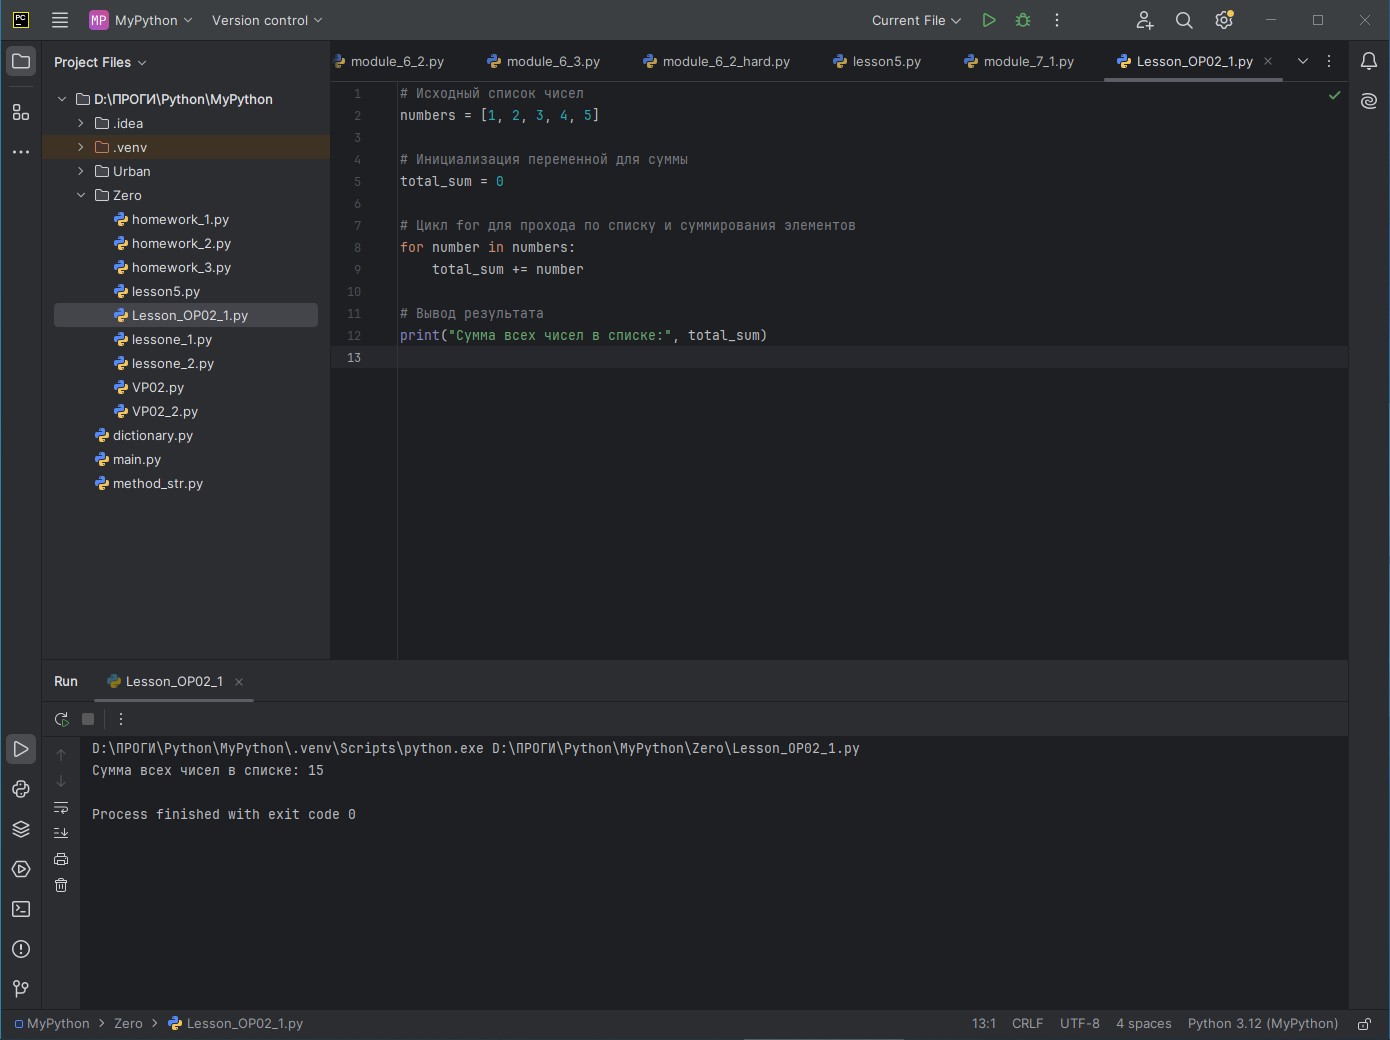 PC
MP MyPython Version control Current File
Project Files
module_6_2.py module_6_3.py module_6_2_hard.py lesson5.py module_7_1.py Lesson_OP02_1.py
D:\ПРОГИ\Python\MyPython
.idea
.venv
Urban
Zero
homework_1.py
homework_2.py
homework_3.py
lesson5.py
Lesson_OP02_1.py
lessone_1.py
lessone_2.py
VP02.py
VP02_2.py
dictionary.py
main.py
method_str.py
1 # Исходный список чисел
2 numbers = [1, 2, 3, 4, 5]
3
4 # Инициализация переменной для суммы
5 total_sum = 0
6
7 # Цикл for для прохода по списку и суммирования элементов
8 for number in numbers:
9     total_sum += number
10
11 # Вывод результата
12 print("Сумма всех чисел в списке:", total_sum)
13
Run Lesson_OP02_1
D:\ПРОГИ\Python\MyPython\.venv\Scripts\python.exe D:\ПРОГИ\Python\MyPython\Zero\Lesson_OP02_1.py
Сумма всех чисел в списке: 15
Process finished with exit code 0
MyPython > Zero > Lesson_OP02_1.py 13:1 CRLF UTF-8 4 spaces Python 3.12 (MyPython)